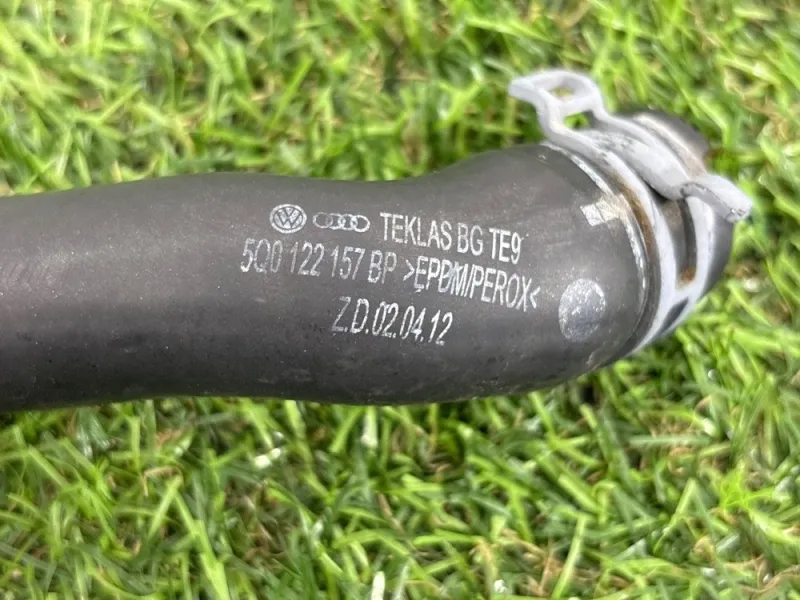 TEKLAS BG TE9
5Q0 122 157 BP >EPDM/PEROX<
Z.D.02.04.12